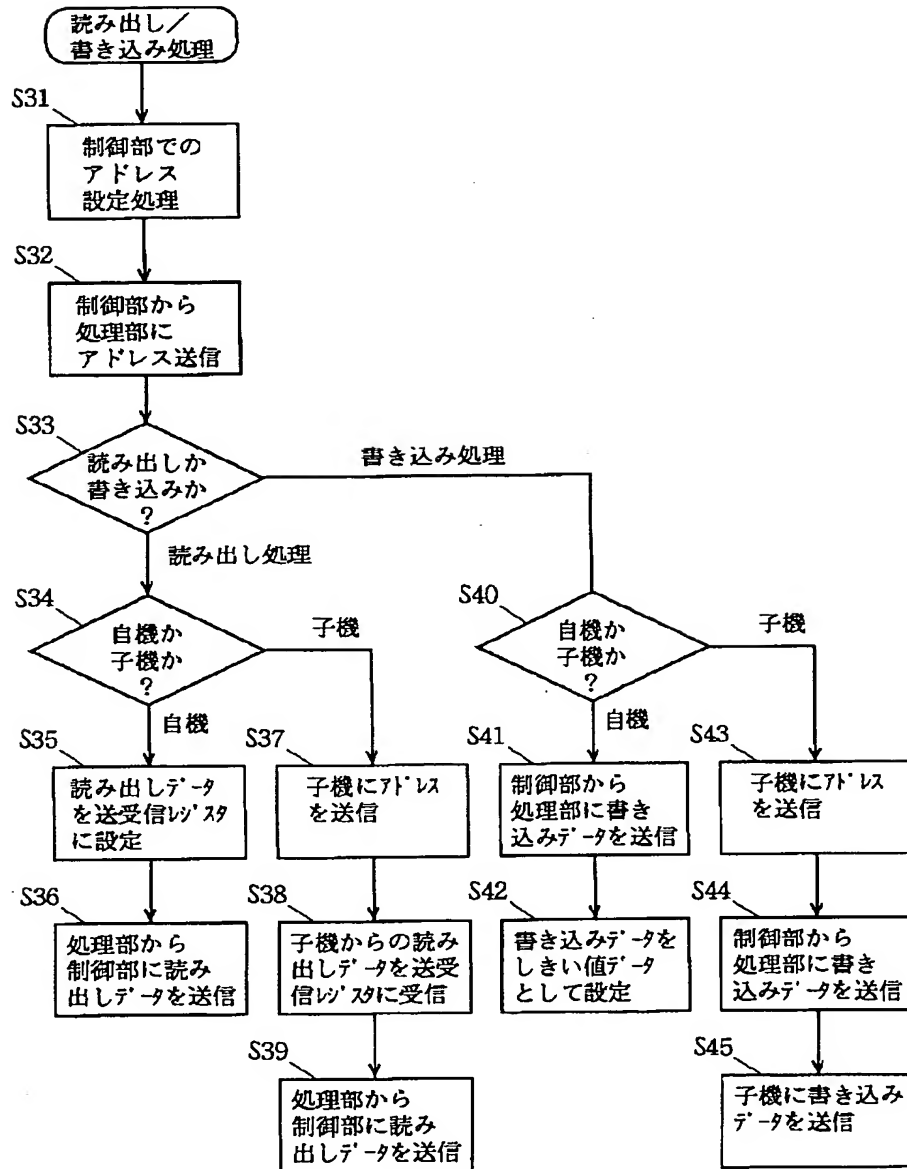 読み出し/
書き込み処理
S31
制御部での
アドレス
設定処理
S32
制御部から
処理部に
アドレス送信
S33
読み出しか
書き込みか
?
書き込み処理
読み出し処理
S34
自機か
子機か
?
子機
自機
S40
自機か
子機か
?
子機
自機
S35
読み出しデータ
を送受信レジスタ
に設定
S37
子機にアドレス
を送信
S41
制御部から
処理部に書き
込みデータを送信
S43
子機にアドレス
を送信
S36
処理部から
制御部に読み
出しデータを送信
S38
子機からの読み
出しデータを送受
信レジスタに受信
S42
書き込みデータを
しきい値データ
として設定
S44
制御部から
処理部に書き
込みデータを送信
S39
処理部から
制御部に読み
出しデータを送信
S45
子機に書き込み
データを送信